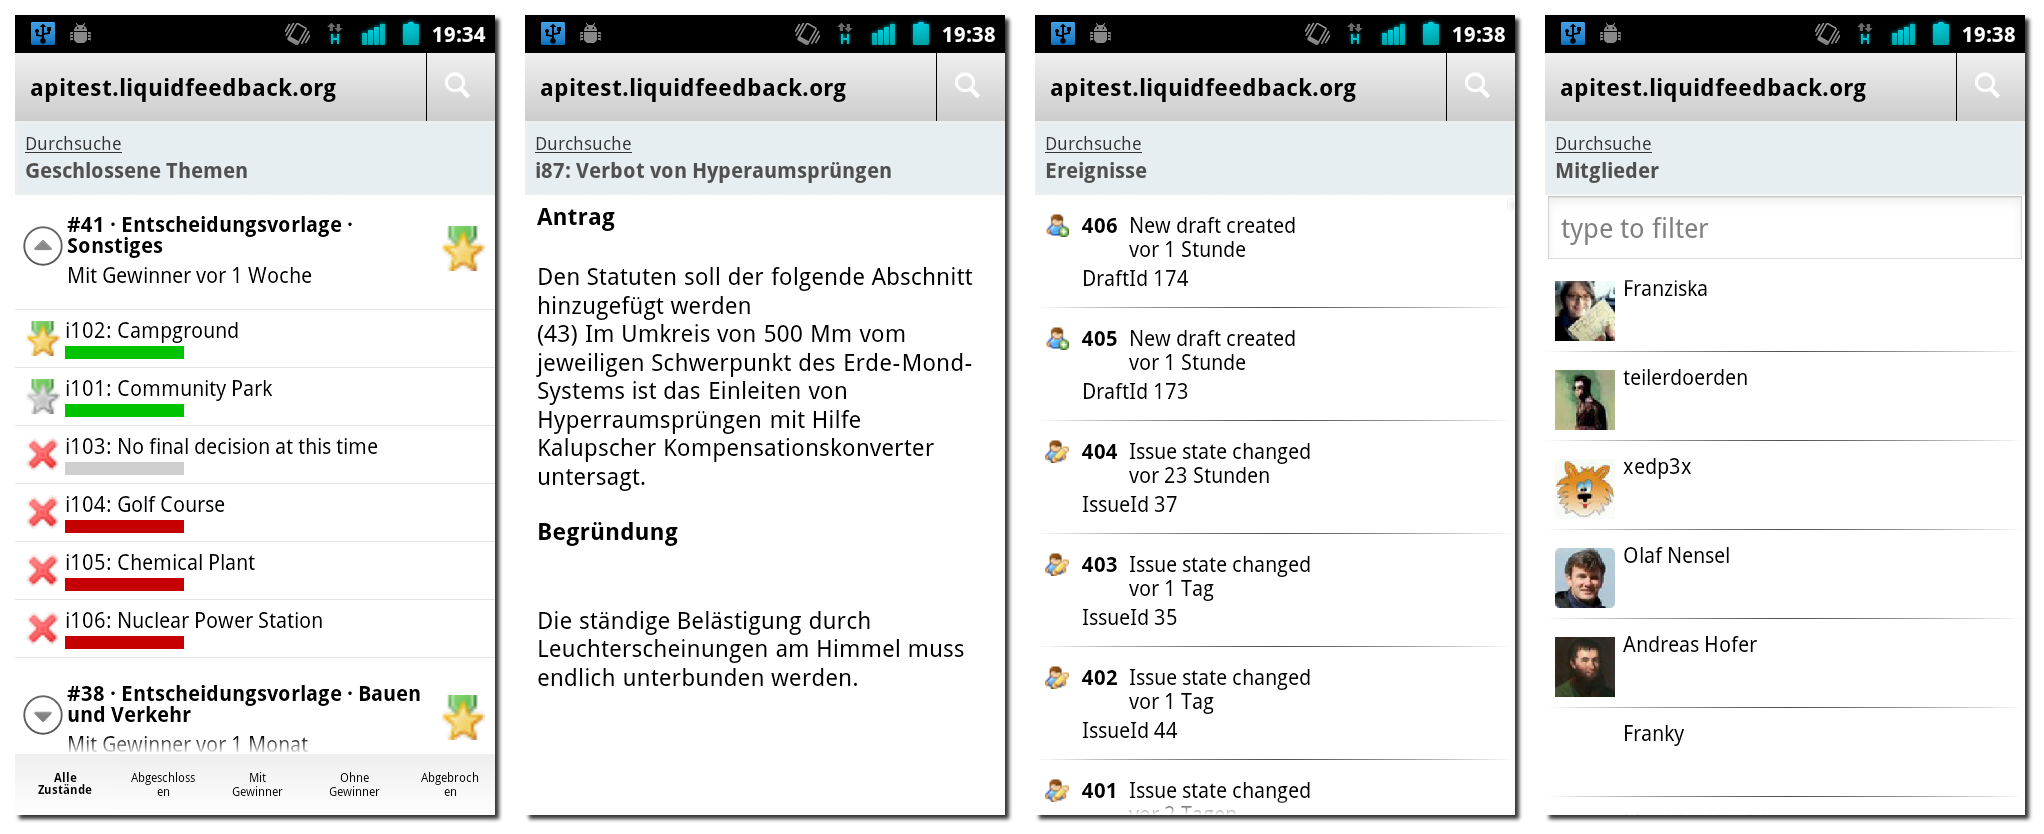 19:34
apitest.liquidfeedback.org
Durchsuche
Geschlossene Themen
#41 · Entscheidungsvorlage ·
Sonstiges
Mit Gewinner vor 1 Woche
i102: Campground
i101: Community Park
i103: No final decision at this time
i104: Golf Course
i105: Chemical Plant
i106: Nuclear Power Station
#38 · Entscheidungsvorlage · Bauen
und Verkehr
Mit Gewinner vor 1 Monat
Alle
Zustände
Abgeschloss
en
Mit
Gewinner
Ohne
Gewinner
Abgebroch
en
H
19:38
apitest.liquidfeedback.org
Durchsuche
i87: Verbot von Hyperaumsprüngen
Antrag
Den Statuten soll der folgende Abschnitt
hinzugefügt werden
(43) Im Umkreis von 500 Mm vom
jeweiligen Schwerpunkt des Erde-Mond-
Systems ist das Einleiten von
Hyperraumsprüngen mit Hilfe
Kalupscher Kompensationskonverter
untersagt.
Begründung
Die ständige Belästigung durch
Leuchterscheinungen am Himmel muss
endlich unterbunden werden.
H
19:38
apitest.liquidfeedback.org
Durchsuche
Ereignisse
406 New draft created
vor 1 Stunde
DraftId 174
405 New draft created
vor 1 Stunde
DraftId 173
404 Issue state changed
vor 23 Stunden
IssueId 37
403 Issue state changed
vor 1 Tag
IssueId 35
402 Issue state changed
vor 1 Tag
IssueId 44
401 Issue state changed
vor 2 Tagen
H
19:38
apitest.liquidfeedback.org
Durchsuche
Mitglieder
type to filter
Franziska
teilerdoerden
xedp3x
Olaf Nensel
Andreas Hofer
Franky